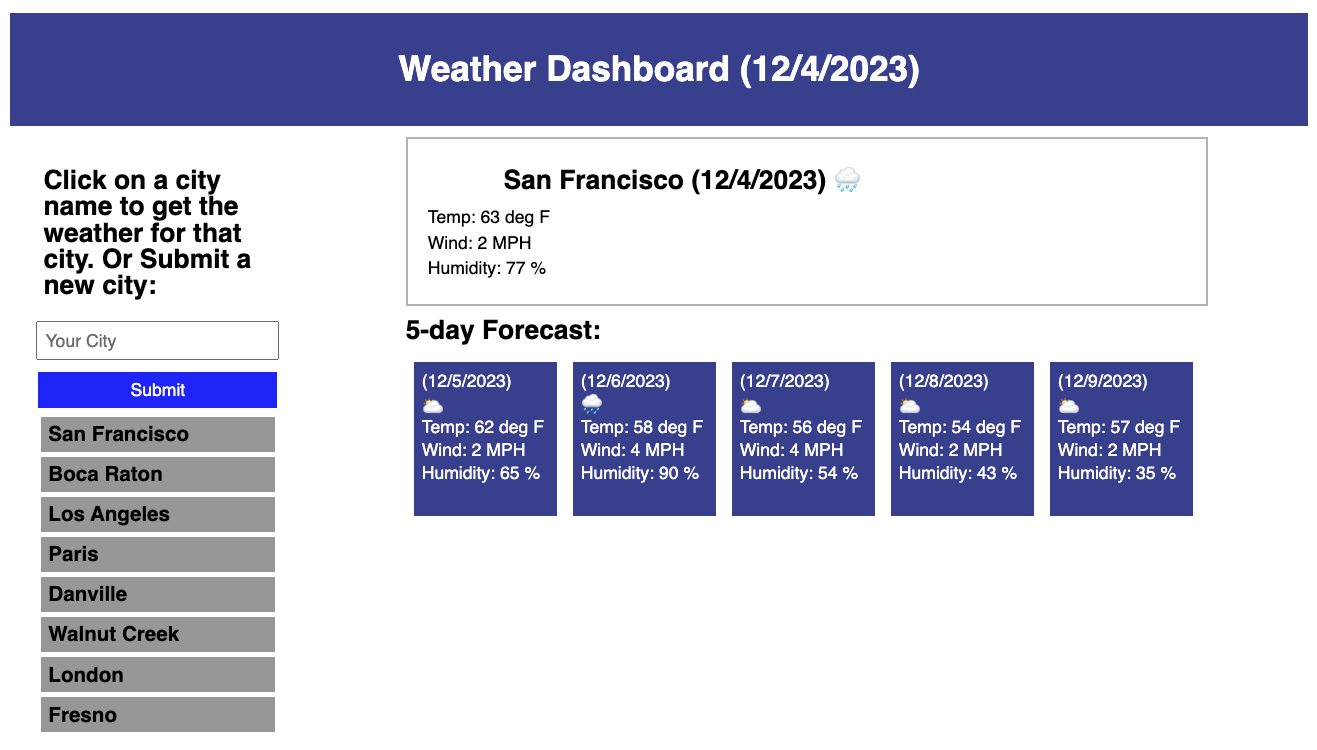 Weather Dashboard (12/4/2023)
Click on a city
name to get the
weather for that
city. Or Submit a
new city:
Your City
Submit
San Francisco
Boca Raton
Los Angeles
Paris
Danville
Walnut Creek
London
Fresno
San Francisco (12/4/2023) 🌧️
Temp: 63 deg F
Wind: 2 MPH
Humidity: 77 %
5-day Forecast:
(12/5/2023)
🌥️
Temp: 62 deg F
Wind: 2 MPH
Humidity: 65 %
(12/6/2023)
🌧️
Temp: 58 deg F
Wind: 4 MPH
Humidity: 90 %
(12/7/2023)
🌥️
Temp: 56 deg F
Wind: 4 MPH
Humidity: 54 %
(12/8/2023)
🌥️
Temp: 54 deg F
Wind: 2 MPH
Humidity: 43 %
(12/9/2023)
🌥️
Temp: 57 deg F
Wind: 2 MPH
Humidity: 35 %